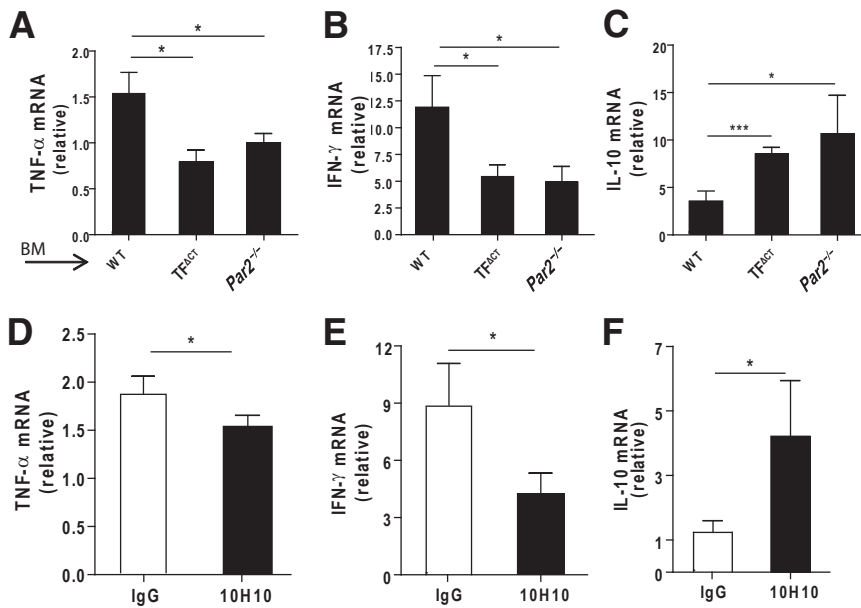 A
TNF-α mRNA
(relative)
2.0
1.5
1.0
0.5
0.0
*
*
BM
WT
TFΔCT
Par2−/−
B
IFN-γ mRNA
(relative)
17.5
15.0
12.5
10.0
7.5
5.0
2.5
0.0
*
*
WT
TFΔCT
Par2−/−
C
IL-10 mRNA
(relative)
20
15
10
5
0
*
***
WT
TFΔCT
Par2−/−
D
TNF-α mRNA
(relative)
2.5
2.0
1.5
1.0
0.5
0.0
*
IgG
10H10
E
IFN-γ mRNA
(relative)
12
9
6
3
0
*
IgG
10H10
F
IL-10 mRNA
(relative)
7
6
4
3
1
0
*
IgG
10H10